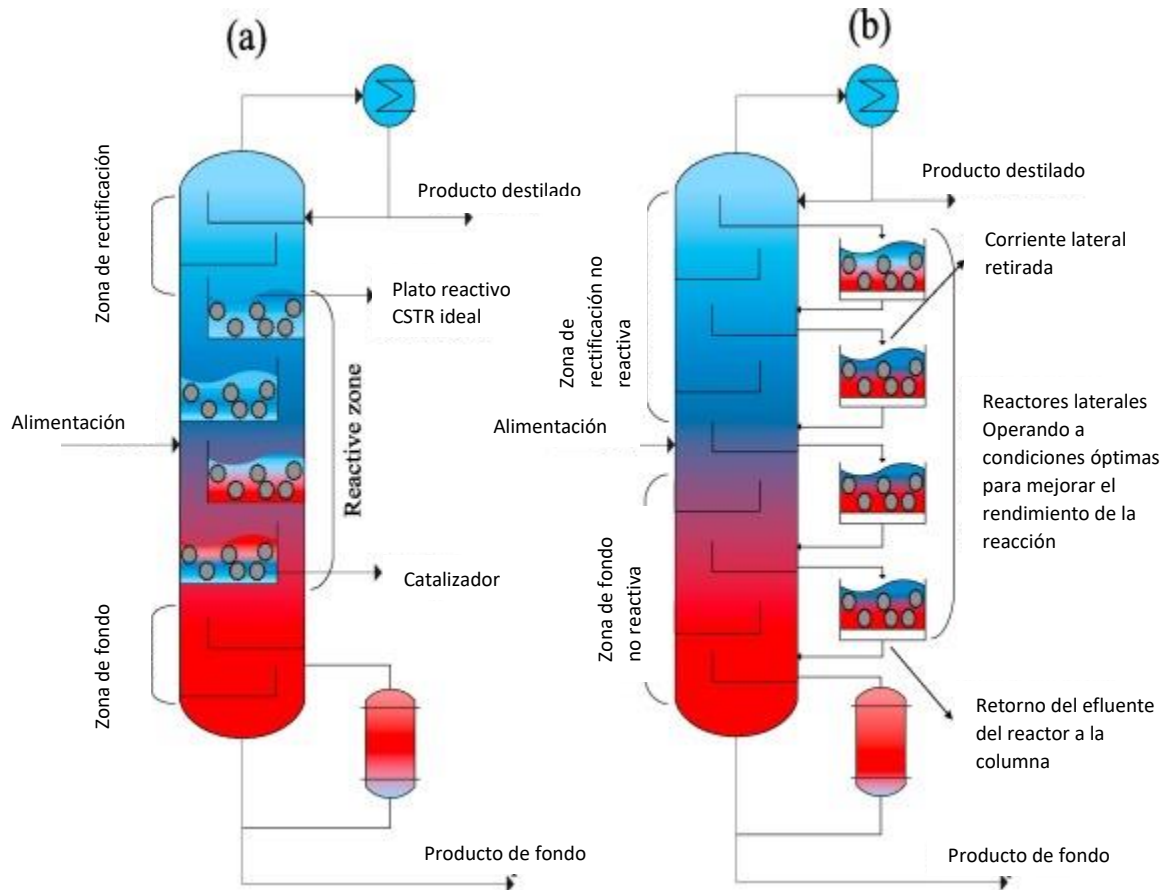 (a)
Zona de rectificación
Producto destilado
Plato reactivo
CSTR ideal
Reactive zone
Alimentación
Catalizador
Zona de fondo
Producto de fondo
(b)
Producto destilado
Corriente lateral
retirada
Zona de
rectificación no
reactiva
Alimentación
Reactores laterales
Operando a
condiciones óptimas
para mejorar el
rendimiento de la
reacción
Zona de fondo
no reactiva
Retorno del efluente
del reactor a la
columna
Producto de fondo